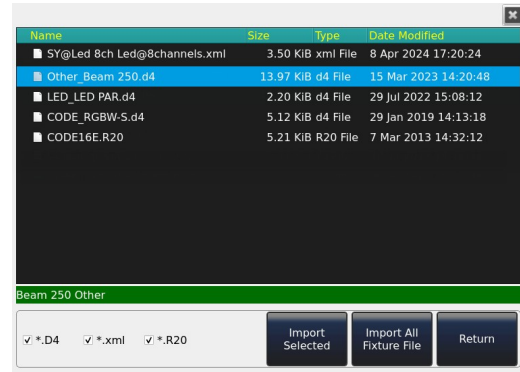 Name Size Type Date Modified
SY@Led 8ch Led@8channels.xml 3.50 KiB xml File 8 Apr 2024 17:20:24
Other_Beam 250.d4 13.97 KiB d4 File 15 Mar 2023 14:20:48
LED_LED PAR.d4 2.20 KiB d4 File 29 Jul 2022 15:08:12
CODE_RGBW-S.d4 5.12 KiB d4 File 29 Jan 2019 14:13:18
CODE16E.R20 5.21 KiB R20 File 7 Mar 2013 14:32:12
Beam 250 Other
*.D4 *.xml *.R20
Import Selected
Import All Fixture File
Return